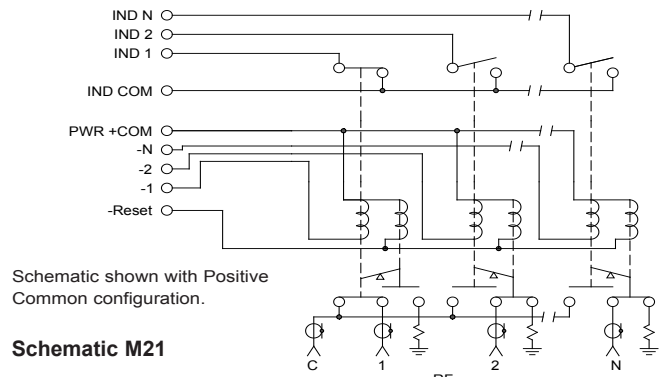 IND N
IND 2
IND 1
IND COM
PWR +COM
-N
-2
-1
-Reset
Schematic shown with Positive
Common configuration.
Schematic M21
C 1 2 N